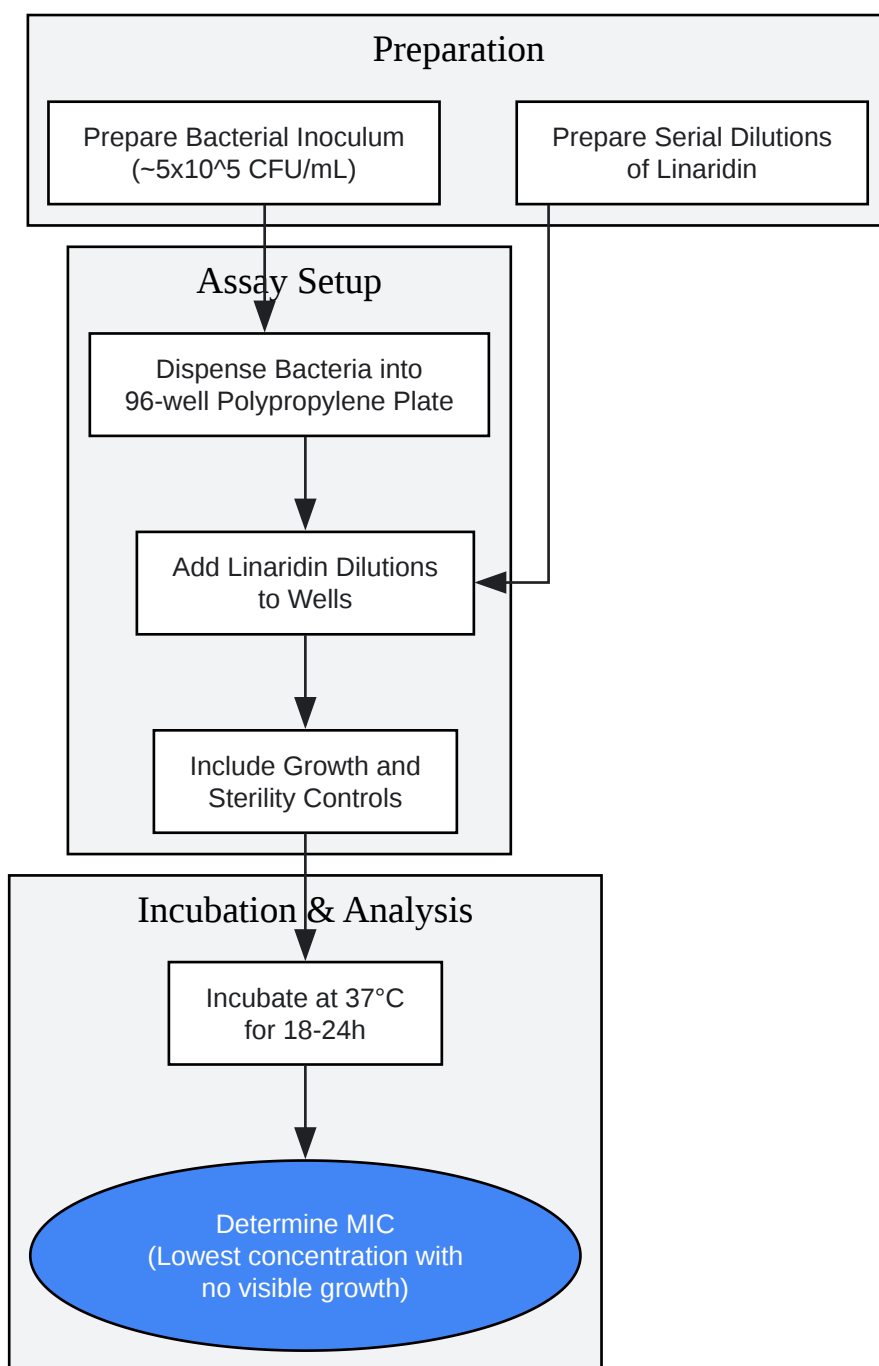 Preparation
Prepare Bacterial Inoculum
(~5x10^5 CFU/mL)
Prepare Serial Dilutions
of Linaridin
Assay Setup
Dispense Bacteria into
96-well Polypropylene Plate
Add Linaridin Dilutions
to Wells
Include Growth and
Sterility Controls
Incubation & Analysis
Incubate at 37°C
for 18-24h
Determine MIC
(Lowest concentration with
no visible growth)